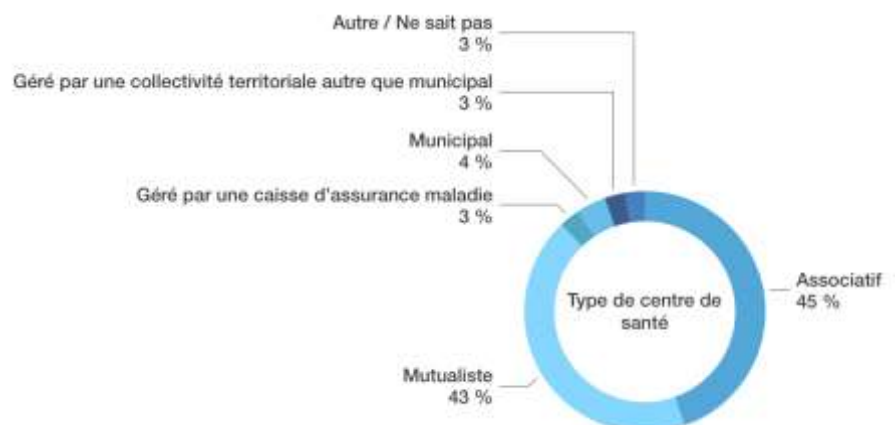 Autre / Ne sait pas
3 %
Géré par une collectivité territoriale autre que municipal
3 %
Municipal
4 %
Géré par une caisse d'assurance maladie
3 %
Associatif
45 %
Type de centre de
santé
Mutualiste
43 %